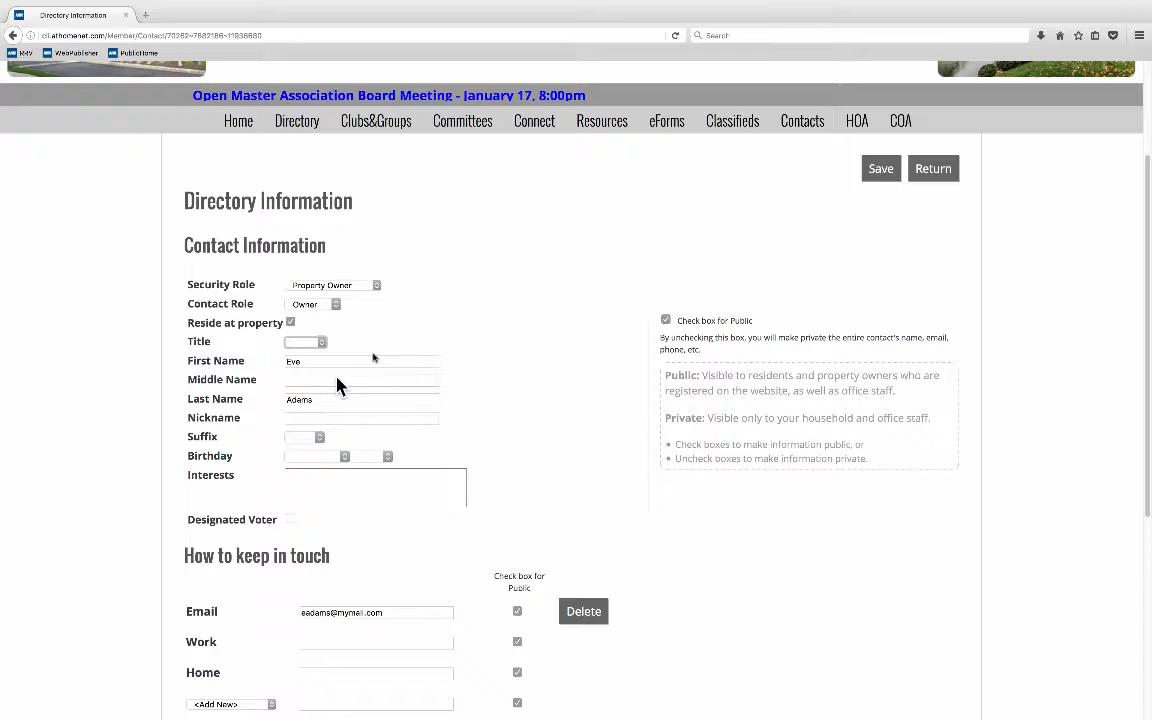 Directory Information
cli.athomenet.com/Member/Contact/70262~7882186~11936680
Search
RRV WebPublisher PublicHome
Open Master Association Board Meeting - January 17, 8:00pm
Home Directory Clubs&Groups Committees Connect Resources eForms Classifieds Contacts HOA COA
Save Return
Directory Information
Contact Information
Security Role Property Owner
Contact Role Owner
Reside at property
Title
First Name Eve
Middle Name
Last Name Adams
Nickname
Suffix
Birthday
Interests
Designated Voter
Check box for Public
By unchecking this box, you will make private the entire contact's name, email,
phone, etc.
Public: Visible to residents and property owners who are
registered on the website, as well as office staff.
Private: Visible only to your household and office staff.
• Check boxes to make information public, or
• Uncheck boxes to make information private.
How to keep in touch
Check box for
Public
Email eadams@mymail.com Delete
Work
Home
<Add New>